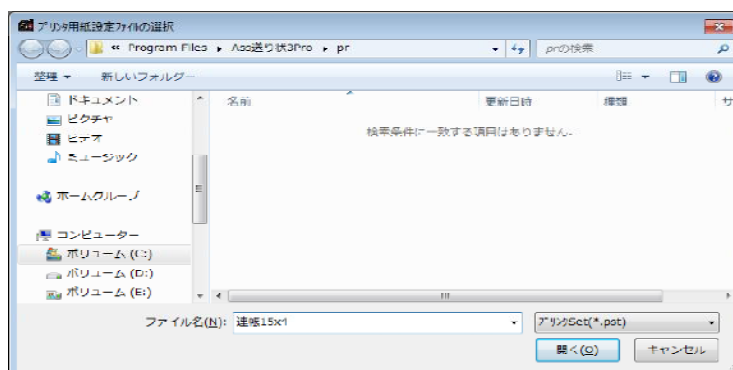 プリンタ用紙設定ファイルの選択
« Program Files ▸ Ass送り状3Pro ▸ pr
prの検索
整理 新しいフォルダー
名前 更新日時 種類 サ
検索条件に一致する項目はありません。
ドキュメント
ピクチャ
ビデオ
ミュージック
ホームグループ
コンピューター
ボリューム (C:)
ボリューム (D:)
ボリューム (E:)
ファイル名(N): 連帳15x4 プリンタSet(*.pst)
開く(O) キャンセル